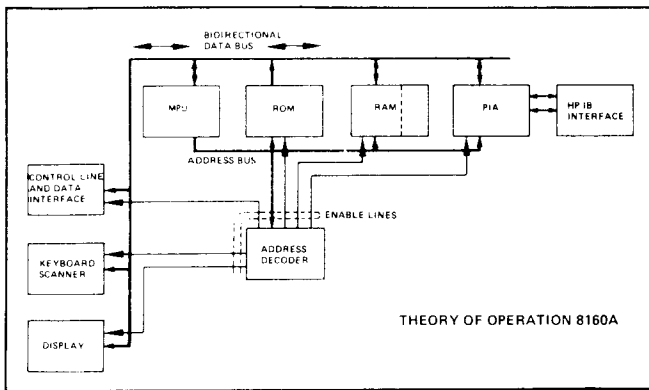 BIDIRECTIONAL
DATA BUS
MPU
ROM
RAM
PIA
HP IB
INTERFACE
ADDRESS BUS
CONTROL LINE
AND DATA
INTERFACE
ENABLE LINES
ADDRESS
DECODER
KEYBOARD
SCANNER
THEORY OF OPERATION 8160A
DISPLAY